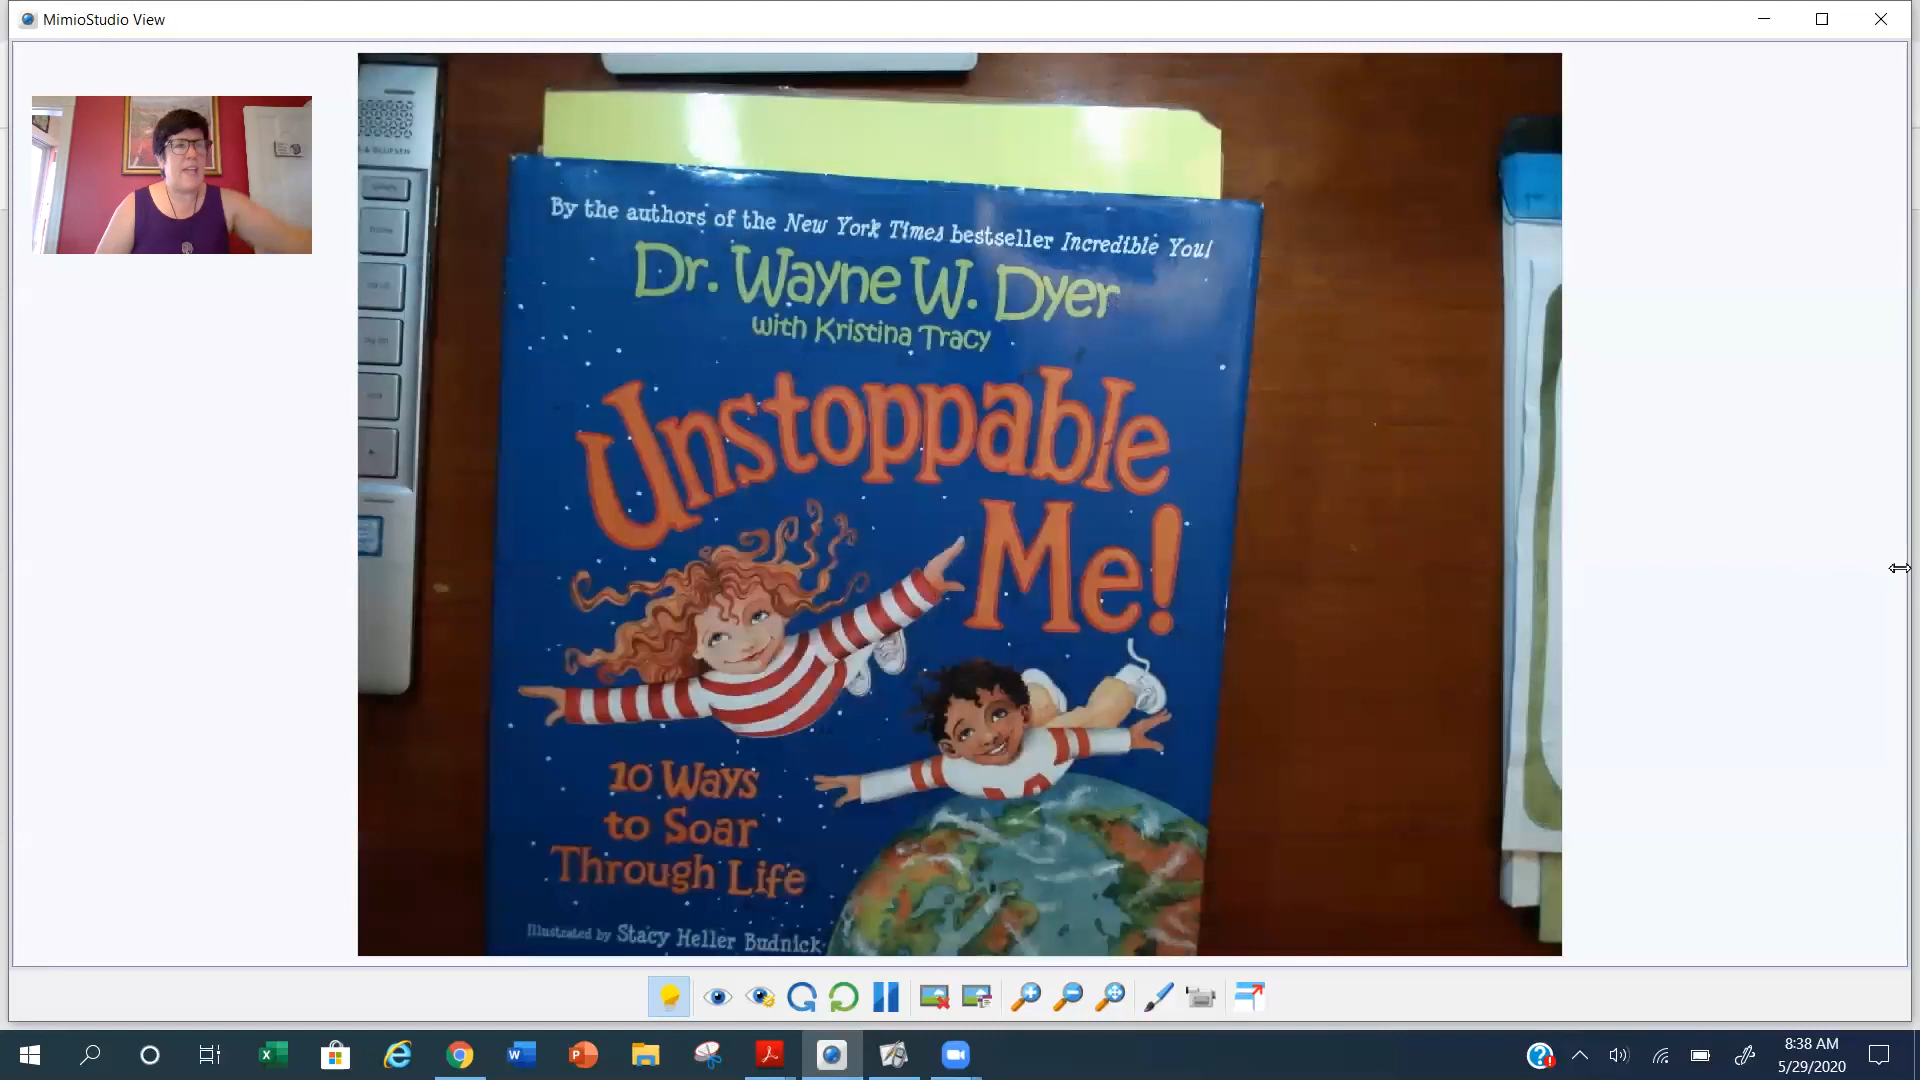 MimioStudio View
By the authors of the New York Times bestseller Incredible You!
Dr. Wayne W. Dyer
with Kristina Tracy
Unstoppable
Me!
10 Ways
to Soar
Through Life
Illustrated by Stacy Heller Budnick
8:38 AM
5/29/2020